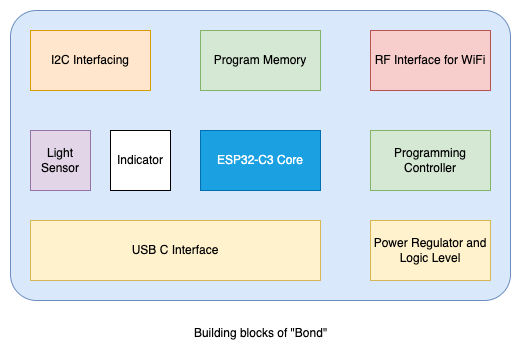 I2C Interfacing
Program Memory
RF Interface for WiFi
Light
Sensor
Indicator
ESP32-C3 Core
Programming
Controller
USB C Interface
Power Regulator and
Logic Level
Building blocks of "Bond"